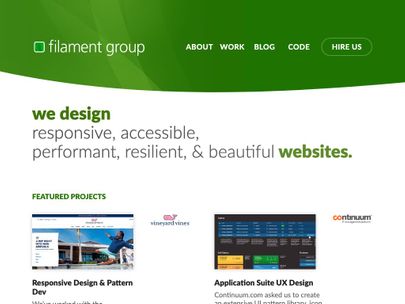 filament group
ABOUT WORK BLOG CODE HIRE US
we design
responsive, accessible,
performant, resilient, & beautiful websites.
FEATURED PROJECTS
vineyard vines
continuum
Responsive Design & Pattern
Dev
Application Suite UX Design
Continuum.com asked us to create
an extensive UI pattern library, icon
We've worked with the